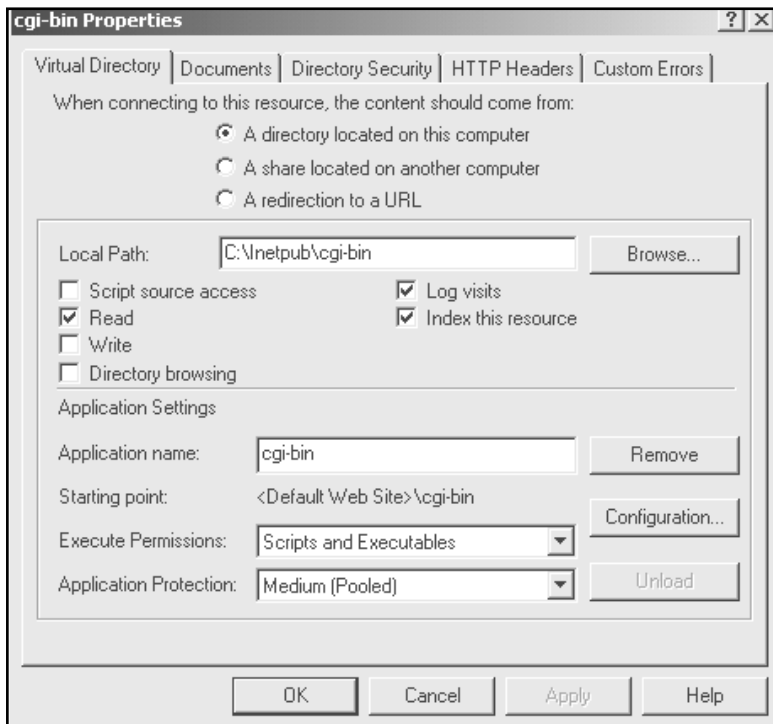 cgi-bin Properties ? X
Virtual Directory Documents Directory Security HTTP Headers Custom Errors
When connecting to this resource, the content should come from:
A directory located on this computer
A share located on another computer
A redirection to a URL
Local Path: C:\Inetpub\cgi-bin Browse...
Script source access Log visits
Read Index this resource
Write
Directory browsing
Application Settings
Application name: cgi-bin Remove
Starting point: <Default Web Site>\cgi-bin
Configuration...
Execute Permissions: Scripts and Executables
Application Protection: Medium (Pooled) Unload
OK Cancel Apply Help